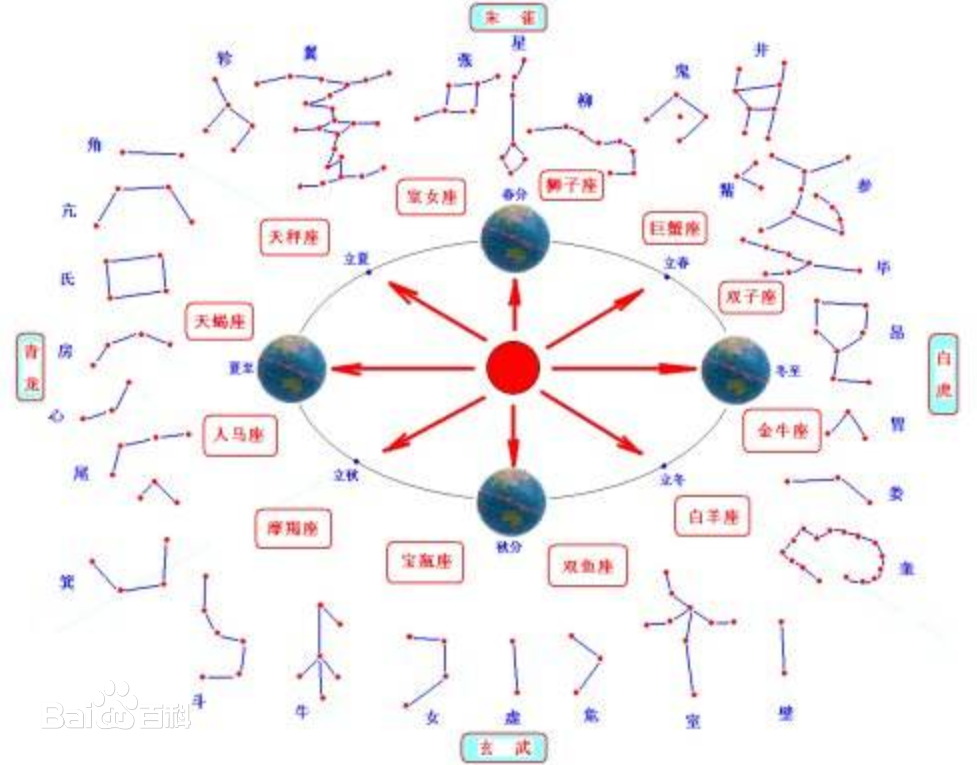 朱雀
星
轸
翼
张
井
鬼
柳
角
觜
参
亢
室女座
春分
狮子座
天秤座
巨蟹座
立夏
立春
氐
毕
双子座
天蝎座
青龙
房
昴
白虎
夏至
冬至
心
胃
人马座
金牛座
尾
立秋
立冬
娄
摩羯座
白羊座
秋分
宝瓶座
双鱼座
箕
奎
斗
牛
女
虚
危
室
壁
Bai百科
玄武